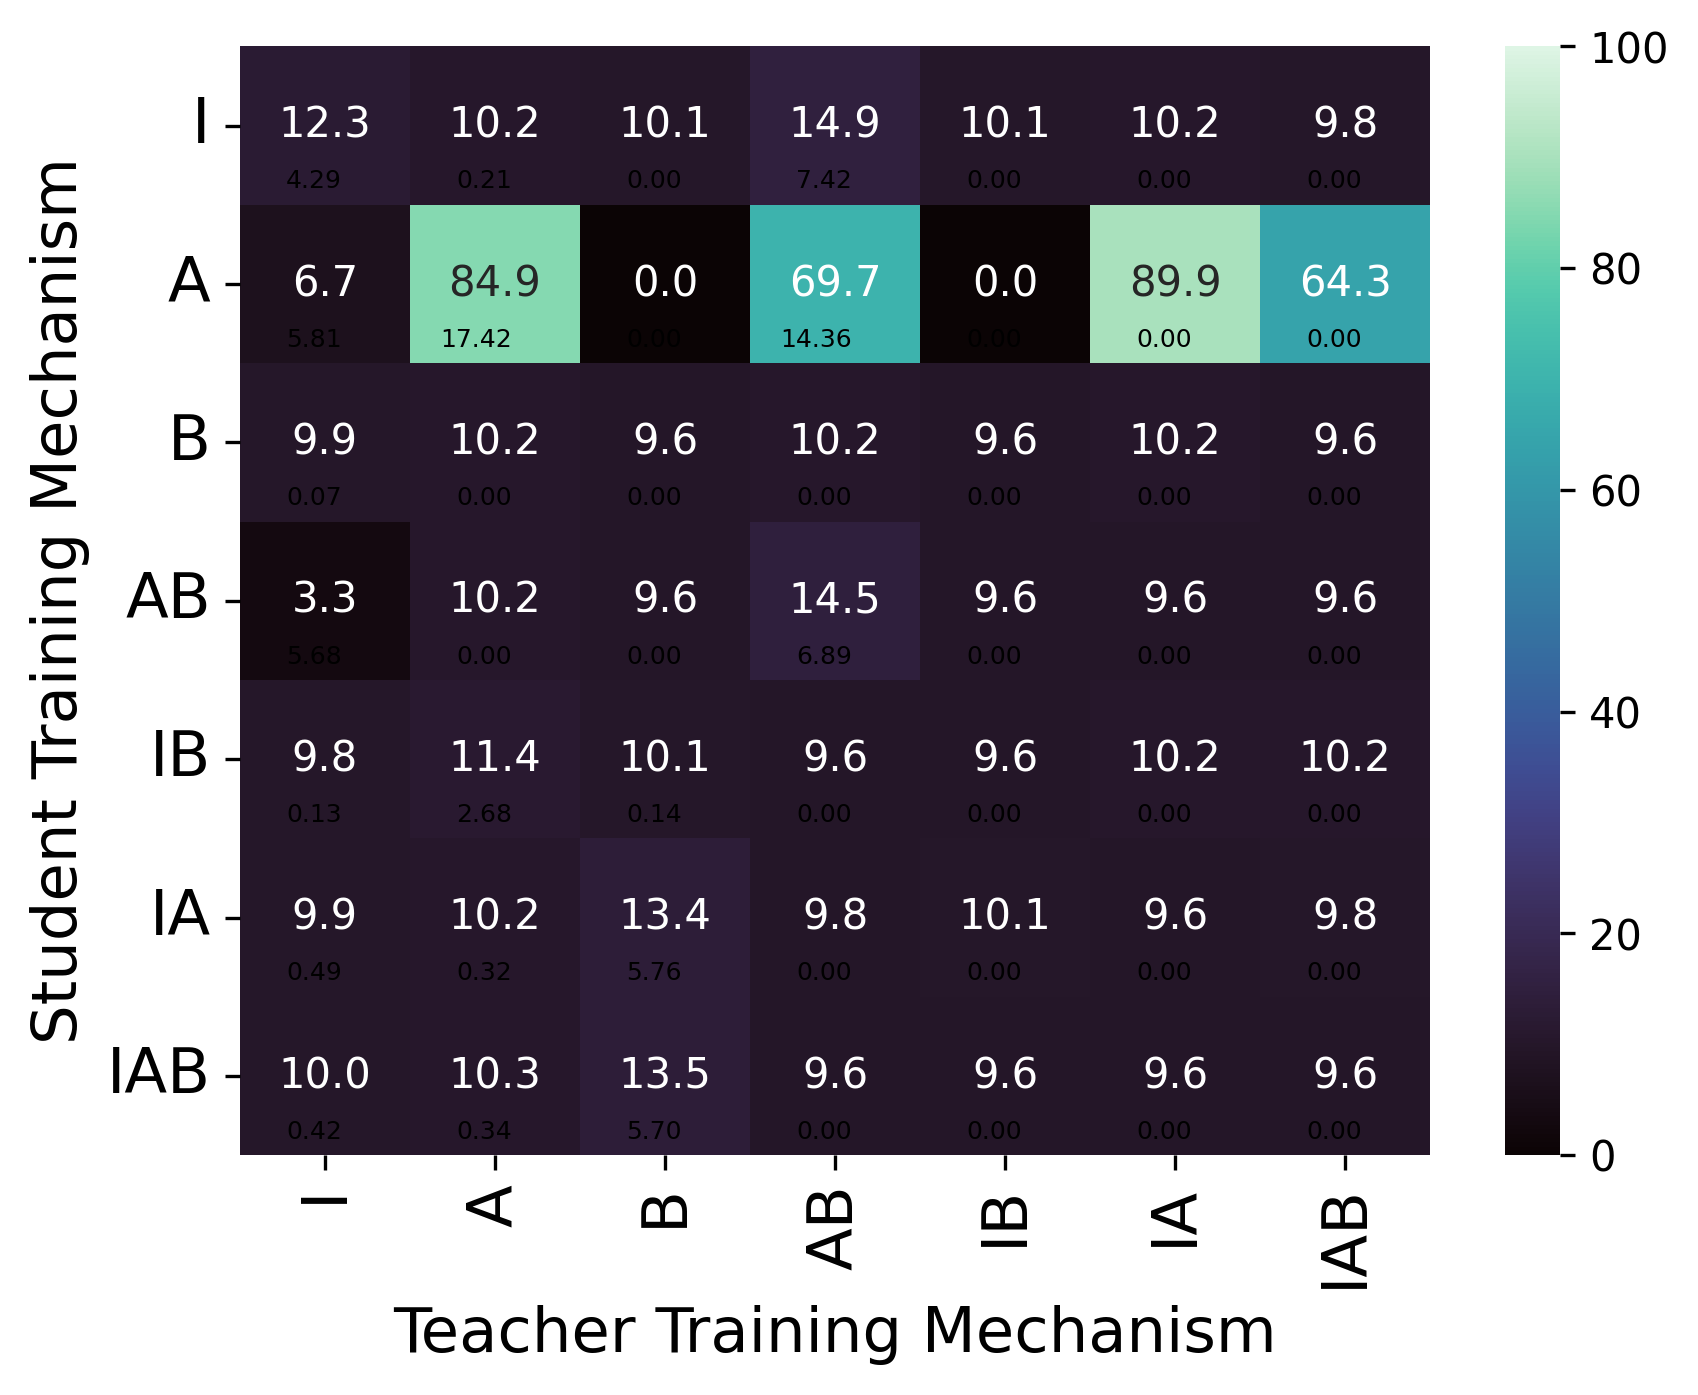 I 12.3 10.2 10.1 14.9 10.1 10.2 9.8
4.29 0.21 0.00 7.42 0.00 0.00 0.00
A 6.7 84.9 0.0 69.7 0.0 89.9 64.3
5.81 17.42 0.00 14.36 0.00 0.00 0.00
B 9.9 10.2 9.6 10.2 9.6 10.2 9.6
0.07 0.00 0.00 0.00 0.00 0.00 0.00
AB 3.3 10.2 9.6 14.5 9.6 9.6 9.6
5.68 0.00 0.00 6.89 0.00 0.00 0.00
IB 9.8 11.4 10.1 9.6 9.6 10.2 10.2
0.13 2.68 0.14 0.00 0.00 0.00 0.00
IA 9.9 10.2 13.4 9.8 10.1 9.6 9.8
0.49 0.32 5.76 0.00 0.00 0.00 0.00
IAB 10.0 10.3 13.5 9.6 9.6 9.6 9.6
0.42 0.34 5.70 0.00 0.00 0.00 0.00
I A B AB IB IA IAB
Teacher Training Mechanism
Student Training Mechanism
100
80
60
40
20
0